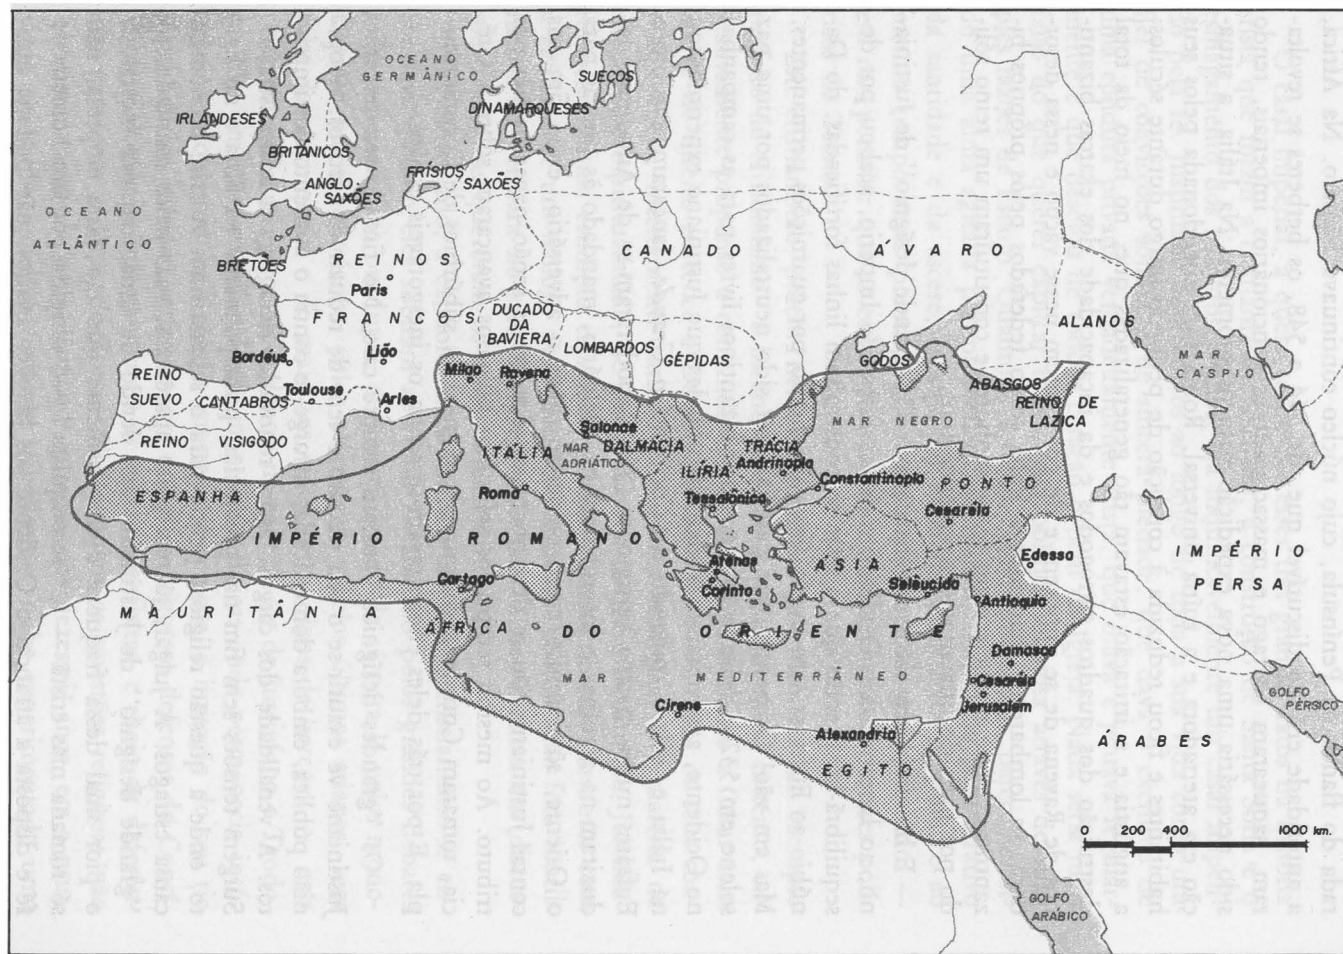 OCEANO
GERMÂNICO
SUECOS
DINAMARQUESES
IRLANDESES
BRITÂNICOS
FRÍSIOS
SAXÕES
ANGLO
SAXÕES
OCEANO
ATLÂNTICO
BRETÕES
REINOS
CANADO ÁVARO
Paris
FRANCOS
DUCADO
DA
BAVIERA
LOMBARDOS
GÉPIDAS
GODOS
ALANOS
MAR
CÁSPIO
Bordéus
Lião
Milão
Ravena
ABASGOS
REINO DE
LAZICA
REINO
SUEVO
CANTABROS
Toulouse
Arles
REINO VISIGODO
MAR NEGRO
Salonas
DALMACIA
TRÁCIA
ITÁLIA
MAR
ADRIÁTICO
ILÍRIA
Andrinopla
Constantinopla
PONTO
ESPANHA
Roma
Tessalônica
Cesaréia
IMPÉRIO ROMANO
IMPÉRIO
PERSA
Atenas
ÁSIA
Edessa
Corinto
Selêucida
Antioquia
Cartago
MAURITÂNIA
AFRICA
DO ORIENTE
Damasco
MAR MEDITERRÂNEO
Cesaréia
Jerusalém
GOLFO
PÉRSICO
Cirene
Alexandria
ÁRABES
EGITO
0 200 400 1000 km.
GOLFO
ARÁBICO